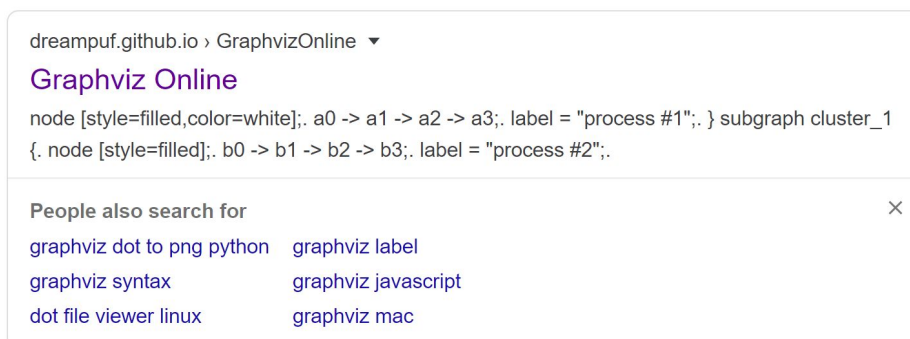 dreampuf.github.io › GraphvizOnline
Graphviz Online
node [style=filled,color=white];. a0 -> a1 -> a2 -> a3;. label = "process #1";. } subgraph cluster_1
{. node [style=filled];. b0 -> b1 -> b2 -> b3;. label = "process #2";.
People also search for
graphviz dot to png python graphviz label
graphviz syntax graphviz javascript
dot file viewer linux graphviz mac